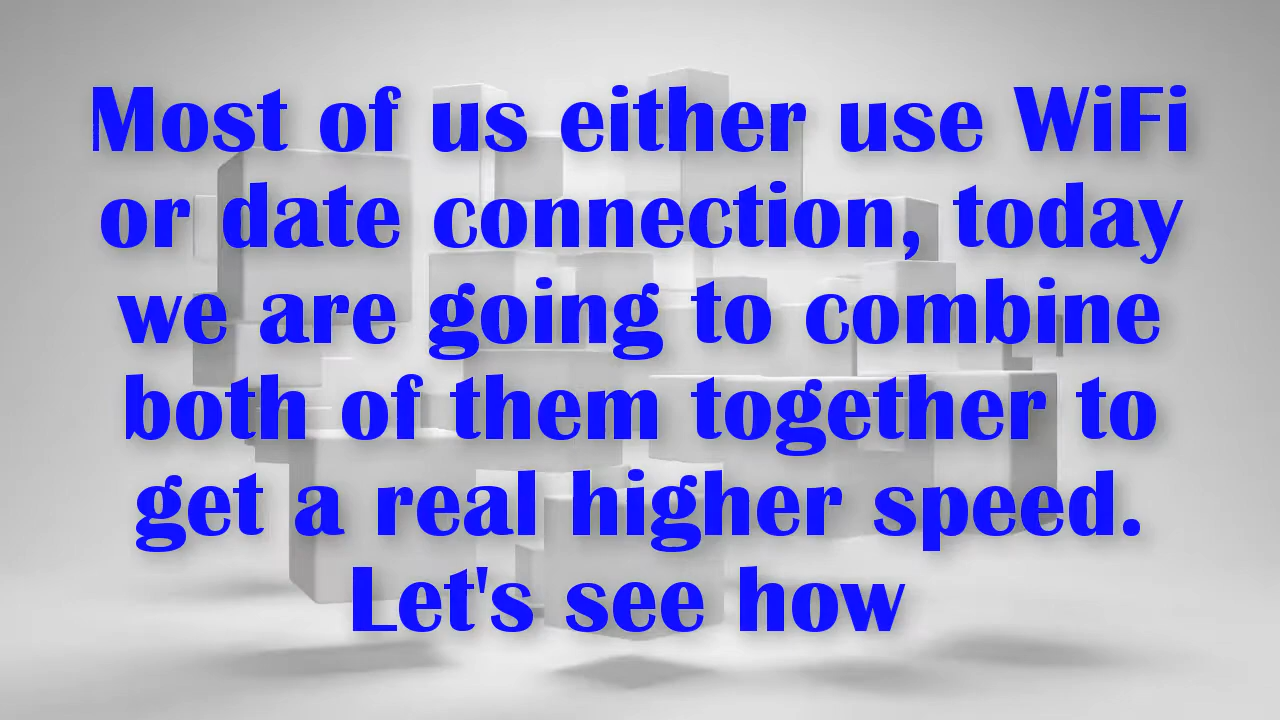 Most of us either use WiFi
or date connection, today
we are going to combine
both of them together to
get a real higher speed.
Let's see how